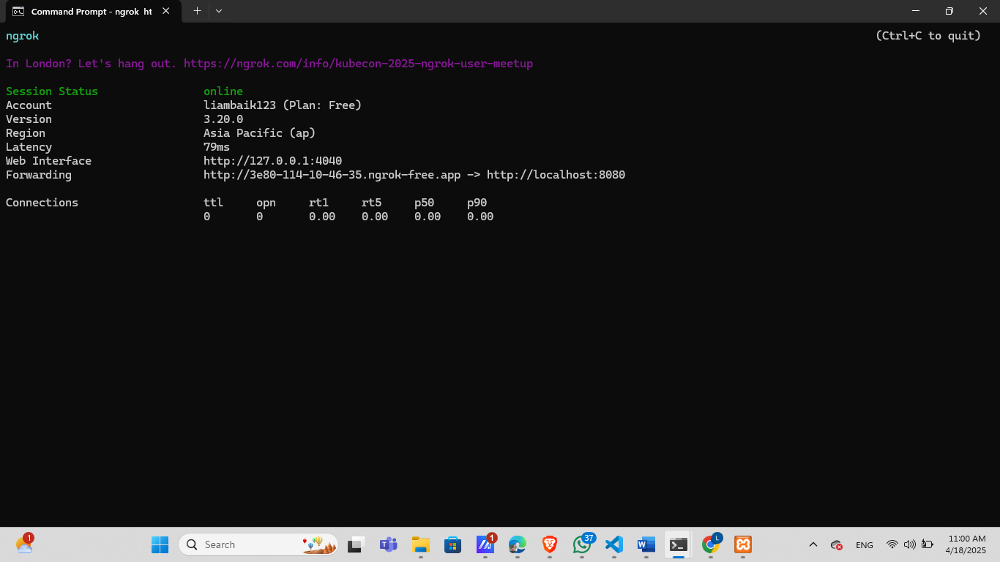 Command Prompt - ngrok ht
ngrok (Ctrl+C to quit)
In London? Let's hang out. https://ngrok.com/info/kubecon-2025-ngrok-user-meetup
Session Status online
Account liambaik123 (Plan: Free)
Version 3.20.0
Region Asia Pacific (ap)
Latency 79ms
Web Interface http://127.0.0.1:4040
Forwarding http://3e80-114-10-46-35.ngrok-free.app -> http://localhost:8080
Connections ttl opn rt1 rt5 p50 p90
0 0 0.00 0.00 0.00 0.00
1 Search 1 37 L ENG 11:00 AM
4/18/2025